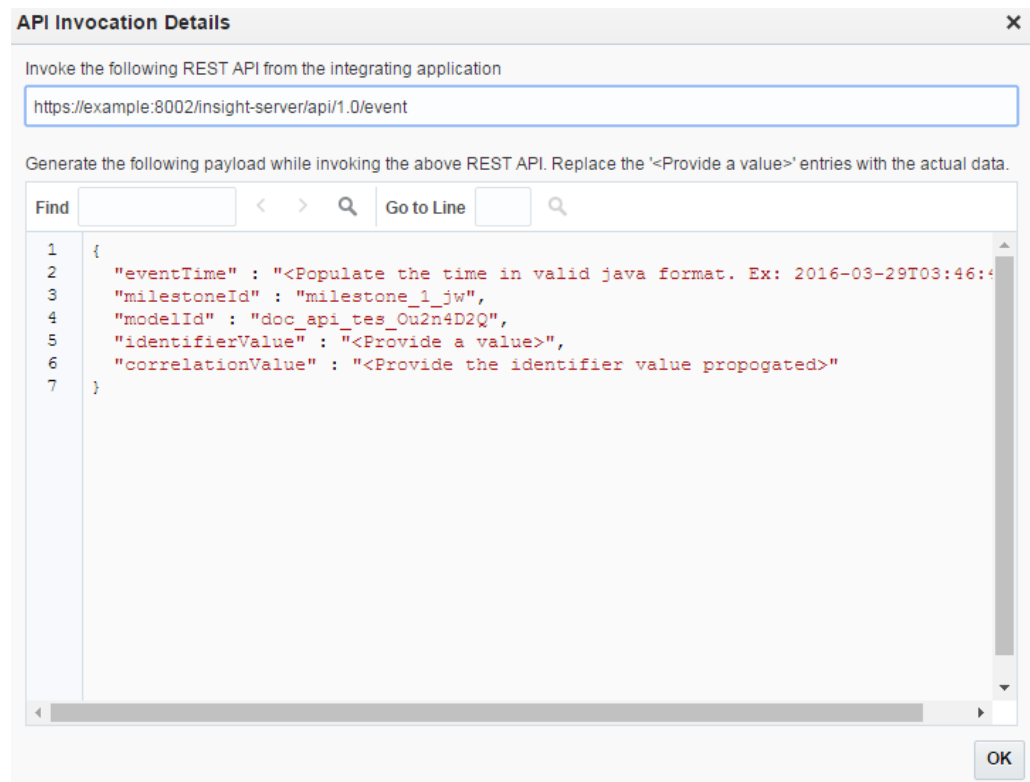 API Invocation Details
Invoke the following REST API from the integrating application
https://example:8002/insight-server/api/1.0/event
Generate the following payload while invoking the above REST API. Replace the '<Provide a value>' entries with the actual data.
Find Go to Line
1 {
2 "eventTime" : "<Populate the time in valid java format. Ex: 2016-03-29T03:46:
3 "milestoneId" : "milestone_1_jw",
4 "modelId" : "doc_api_tes_Ou2n4D2Q",
5 "identifierValue" : "<Provide a value>",
6 "correlationValue" : "<Provide the identifier value propogated>"
7 }
OK